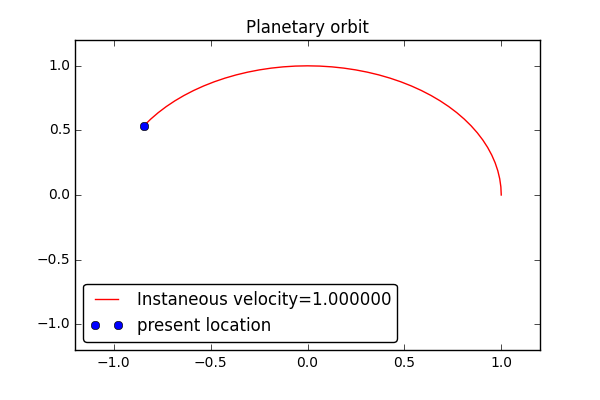 Planetary orbit
1.0
0.5
0.0
−0.5
−1.0
Instaneous velocity=1.000000
present location
−1.0 −0.5 0.0 0.5 1.0